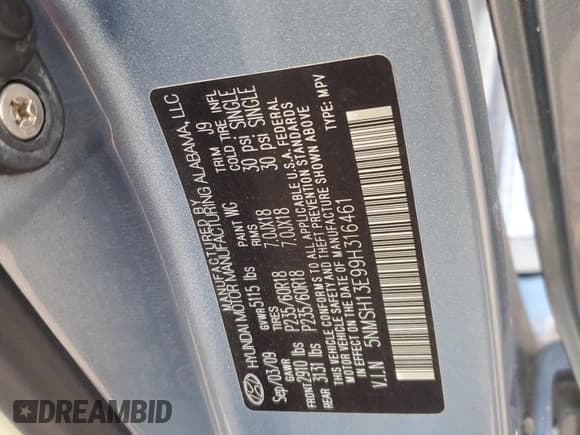 MANUFACTURED BY
HYUNDAI MOTOR MANUFACTURING ALABAMA, LLC
Sep/03/09 GVWR 5115 lbs PAINT WG TRIM J9
GAWR TIRES RIMS COLD TIRE INFL
FRONT 2910 lbs P235/60R18 7.0JX18 30 psi SINGLE
REAR 3131 lbs P235/60R18 7.0JX18 30 psi SINGLE
THIS VEHICLE CONFORMS TO ALL APPLICABLE U.S.A. FEDERAL
MOTOR VEHICLE SAFETY AND THEFT PREVENTION STANDARDS
IN EFFECT ON THE DATE OF MANUFACTURE SHOWN ABOVE
V.I.N 5NMSH13E99H316461 TYPE: MPV
DREAMBID